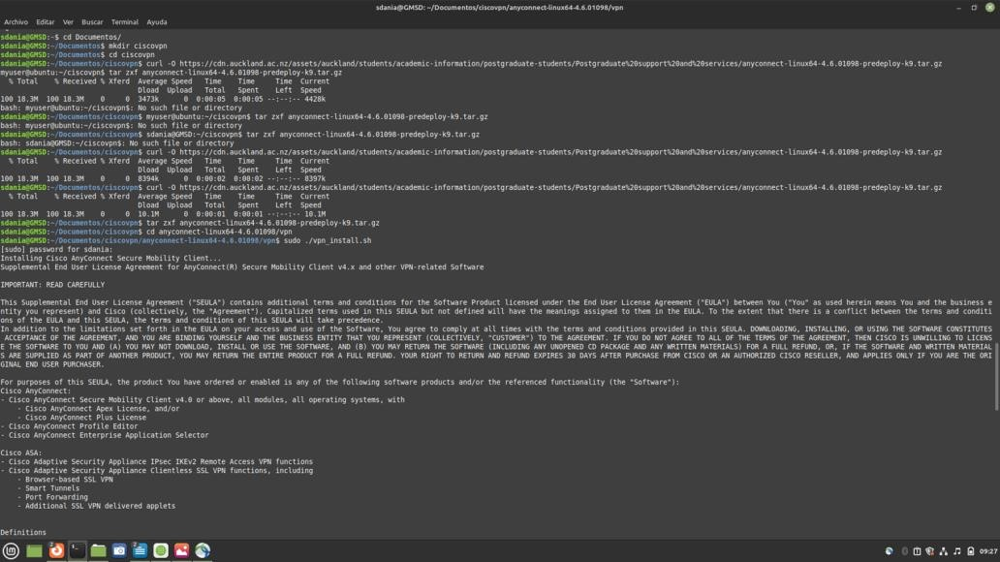 sdania@GMSD: ~/Documentos/ciscovpn/anyconnect-linux64-4.6.01098/vpn
Archivo Editar Ver Buscar Terminal Ayuda
sdania@GMSD:~$ cd Documentos/
sdania@GMSD:~/Documentos$ mkdir ciscovpn
sdania@GMSD:~/Documentos$ cd ciscovpn
sdania@GMSD:~/Documentos/ciscovpn$ curl -O https://cdn.auckland.ac.nz/assets/auckland/students/academic-information/postgraduate-students/Postgraduate%20support%20and%20services/anyconnect-linux64-4.6.01098-predeploy-k9.tar.gz
myuser@ubuntu:~/ciscovpn$ tar zxf anyconnect-linux64-4.6.01098-predeploy-k9.tar.gz
% Total % Received % Xferd Average Speed Time Time Time Current
Dload Upload Total Spent Left Speed
100 18.3M 100 18.3M 0 0 3473k 0 0:00:05 0:00:05 --:--:-- 4428k
bash: myuser@ubuntu:~/ciscovpn$: No such file or directory
sdania@GMSD:~/Documentos/ciscovpn$ myuser@ubuntu:~/ciscovpn$ tar zxf anyconnect-linux64-4.6.01098-predeploy-k9.tar.gz
bash: myuser@ubuntu:~/ciscovpn$: No such file or directory
sdania@GMSD:~/Documentos/ciscovpn$ sdania@GMSD:~/ciscovpn$ tar zxf anyconnect-linux64-4.6.01098-predeploy-k9.tar.gz
bash: sdania@GMSD:~/ciscovpn$: No such file or directory
sdania@GMSD:~/Documentos/ciscovpn$ curl -O https://cdn.auckland.ac.nz/assets/auckland/students/academic-information/postgraduate-students/Postgraduate%20support%20and%20services/anyconnect-linux64-4.6.01098-predeploy-k9.tar.gz
% Total % Received % Xferd Average Speed Time Time Time Current
Dload Upload Total Spent Left Speed
100 18.3M 100 18.3M 0 0 8394k 0 0:00:02 0:00:02 --:--:-- 8397k
sdania@GMSD:~/Documentos/ciscovpn$ curl -O https://cdn.auckland.ac.nz/assets/auckland/students/academic-information/postgraduate-students/Postgraduate%20support%20and%20services/anyconnect-linux64-4.6.01098-predeploy-k9.tar.gz
% Total % Received % Xferd Average Speed Time Time Time Current
Dload Upload Total Spent Left Speed
100 18.3M 100 18.3M 0 0 10.1M 0 0:00:01 0:00:01 --:--:-- 10.1M
sdania@GMSD:~/Documentos/ciscovpn$ tar zxf anyconnect-linux64-4.6.01098-predeploy-k9.tar.gz
sdania@GMSD:~/Documentos/ciscovpn$ cd anyconnect-linux64-4.6.01098/vpn
sdania@GMSD:~/Documentos/ciscovpn/anyconnect-linux64-4.6.01098/vpn$ sudo ./vpn_install.sh
[sudo] password for sdania:
Installing Cisco AnyConnect Secure Mobility Client...
Supplemental End User License Agreement for AnyConnect(R) Secure Mobility Client v4.x and other VPN-related Software
IMPORTANT: READ CAREFULLY
This Supplemental End User License Agreement ("SEULA") contains additional terms and conditions for the Software Product licensed under the End User License Agreement ("EULA") between You ("You" as used herein means You and the business e
ntity you represent) and Cisco (collectively, the "Agreement"). Capitalized terms used in this SEULA but not defined will have the meanings assigned to them in the EULA. To the extent that there is a conflict between the terms and conditi
ons of the EULA and this SEULA, the terms and conditions of this SEULA will take precedence.
In addition to the limitations set forth in the EULA on your access and use of the Software, You agree to comply at all times with the terms and conditions provided in this SEULA. DOWNLOADING, INSTALLING, OR USING THE SOFTWARE CONSTITUTES
ACCEPTANCE OF THE AGREEMENT, AND YOU ARE BINDING YOURSELF AND THE BUSINESS ENTITY THAT YOU REPRESENT (COLLECTIVELY, "CUSTOMER") TO THE AGREEMENT. IF YOU DO NOT AGREE TO ALL OF THE TERMS OF THE AGREEMENT, THEN CISCO IS UNWILLING TO LICENS
E THE SOFTWARE TO YOU AND (A) YOU MAY NOT DOWNLOAD, INSTALL OR USE THE SOFTWARE, AND (B) YOU MAY RETURN THE SOFTWARE (INCLUDING ANY UNOPENED CD PACKAGE AND ANY WRITTEN MATERIALS) FOR A FULL REFUND, OR, IF THE SOFTWARE AND WRITTEN MATERIAL
S ARE SUPPLIED AS PART OF ANOTHER PRODUCT, YOU MAY RETURN THE ENTIRE PRODUCT FOR A FULL REFUND. YOUR RIGHT TO RETURN AND REFUND EXPIRES 30 DAYS AFTER PURCHASE FROM CISCO OR AN AUTHORIZED CISCO RESELLER, AND APPLIES ONLY IF YOU ARE THE ORI
GINAL END USER PURCHASER.
For purposes of this SEULA, the product You have ordered or enabled is any of the following software products and/or the referenced functionality (the "Software"):
Cisco AnyConnect:
- Cisco AnyConnect Secure Mobility Client v4.0 or above, all modules, all operating systems, with
- Cisco AnyConnect Apex License, and/or
- Cisco AnyConnect Plus License
- Cisco AnyConnect Profile Editor
- Cisco AnyConnect Enterprise Application Selector
Cisco ASA:
- Cisco Adaptive Security Appliance IPsec IKEv2 Remote Access VPN functions
- Cisco Adaptive Security Appliance Clientless SSL VPN functions, including
- Browser-based SSL VPN
- Smart Tunnels
- Port Forwarding
- Additional SSL VPN delivered applets
Definitions
09:27